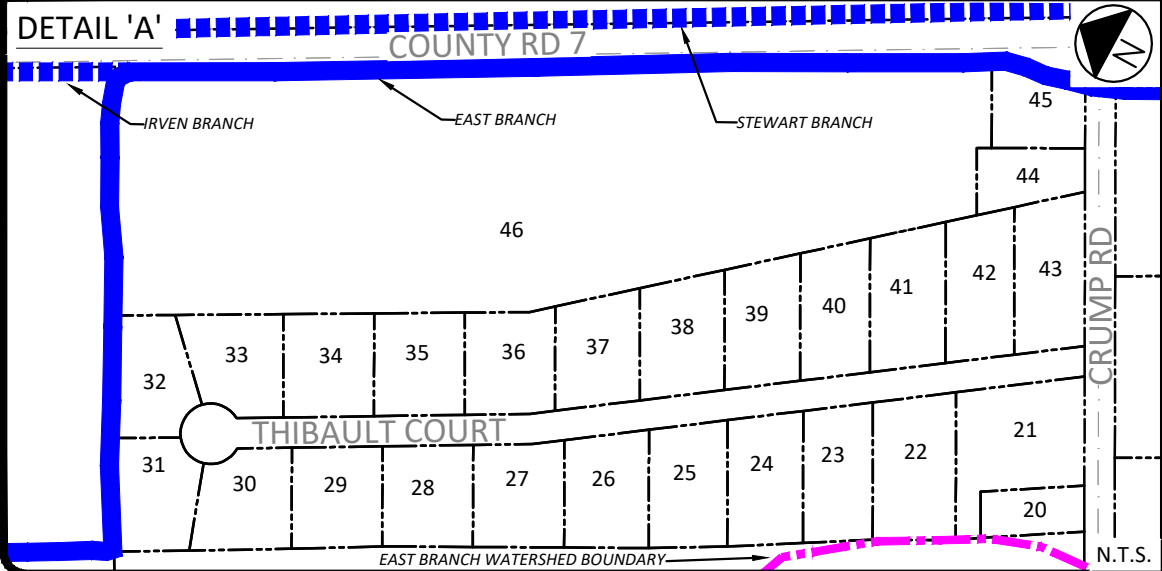 DETAIL 'A'
COUNTY RD 7
N
IRVEN BRANCH
EAST BRANCH
STEWART BRANCH
45
44
46
43
42
41
40
39
38
37
36
35
34
33
32
CRUMP RD
THIBAULT COURT
31
30
29
28
27
26
25
24
23
22
21
20
EAST BRANCH WATERSHED BOUNDARY
N.T.S.